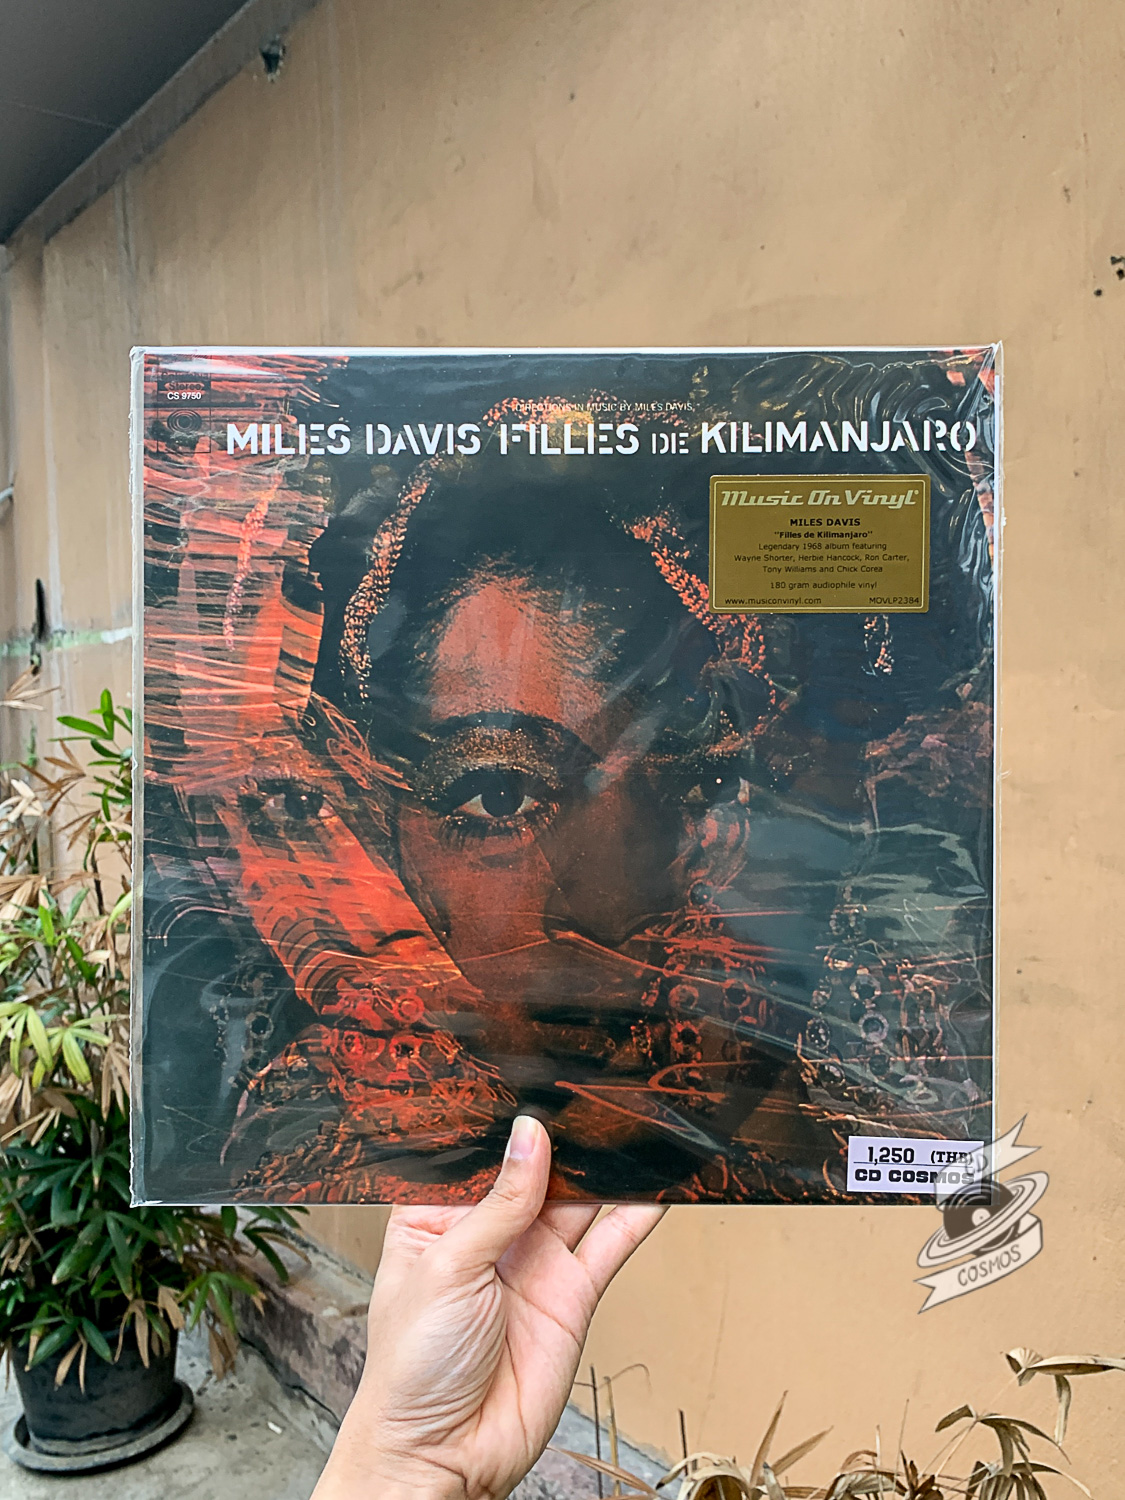 Stereo
CS 9750
DIRECTIONS IN MUSIC BY MILES DAVIS
MILES DAVIS FILLES DE KILIMANJARO
Music On Vinyl
MILES DAVIS
"Filles de Kilimanjaro"
Legendary 1968 album featuring
Wayne Shorter, Herbie Hancock, Ron Carter,
Tony Williams and Chick Corea
180 gram audiophile vinyl
www.musiconvinyl.com MOVLP2384
1,250 (THB)
CD COSMOS
CD
COSMOS